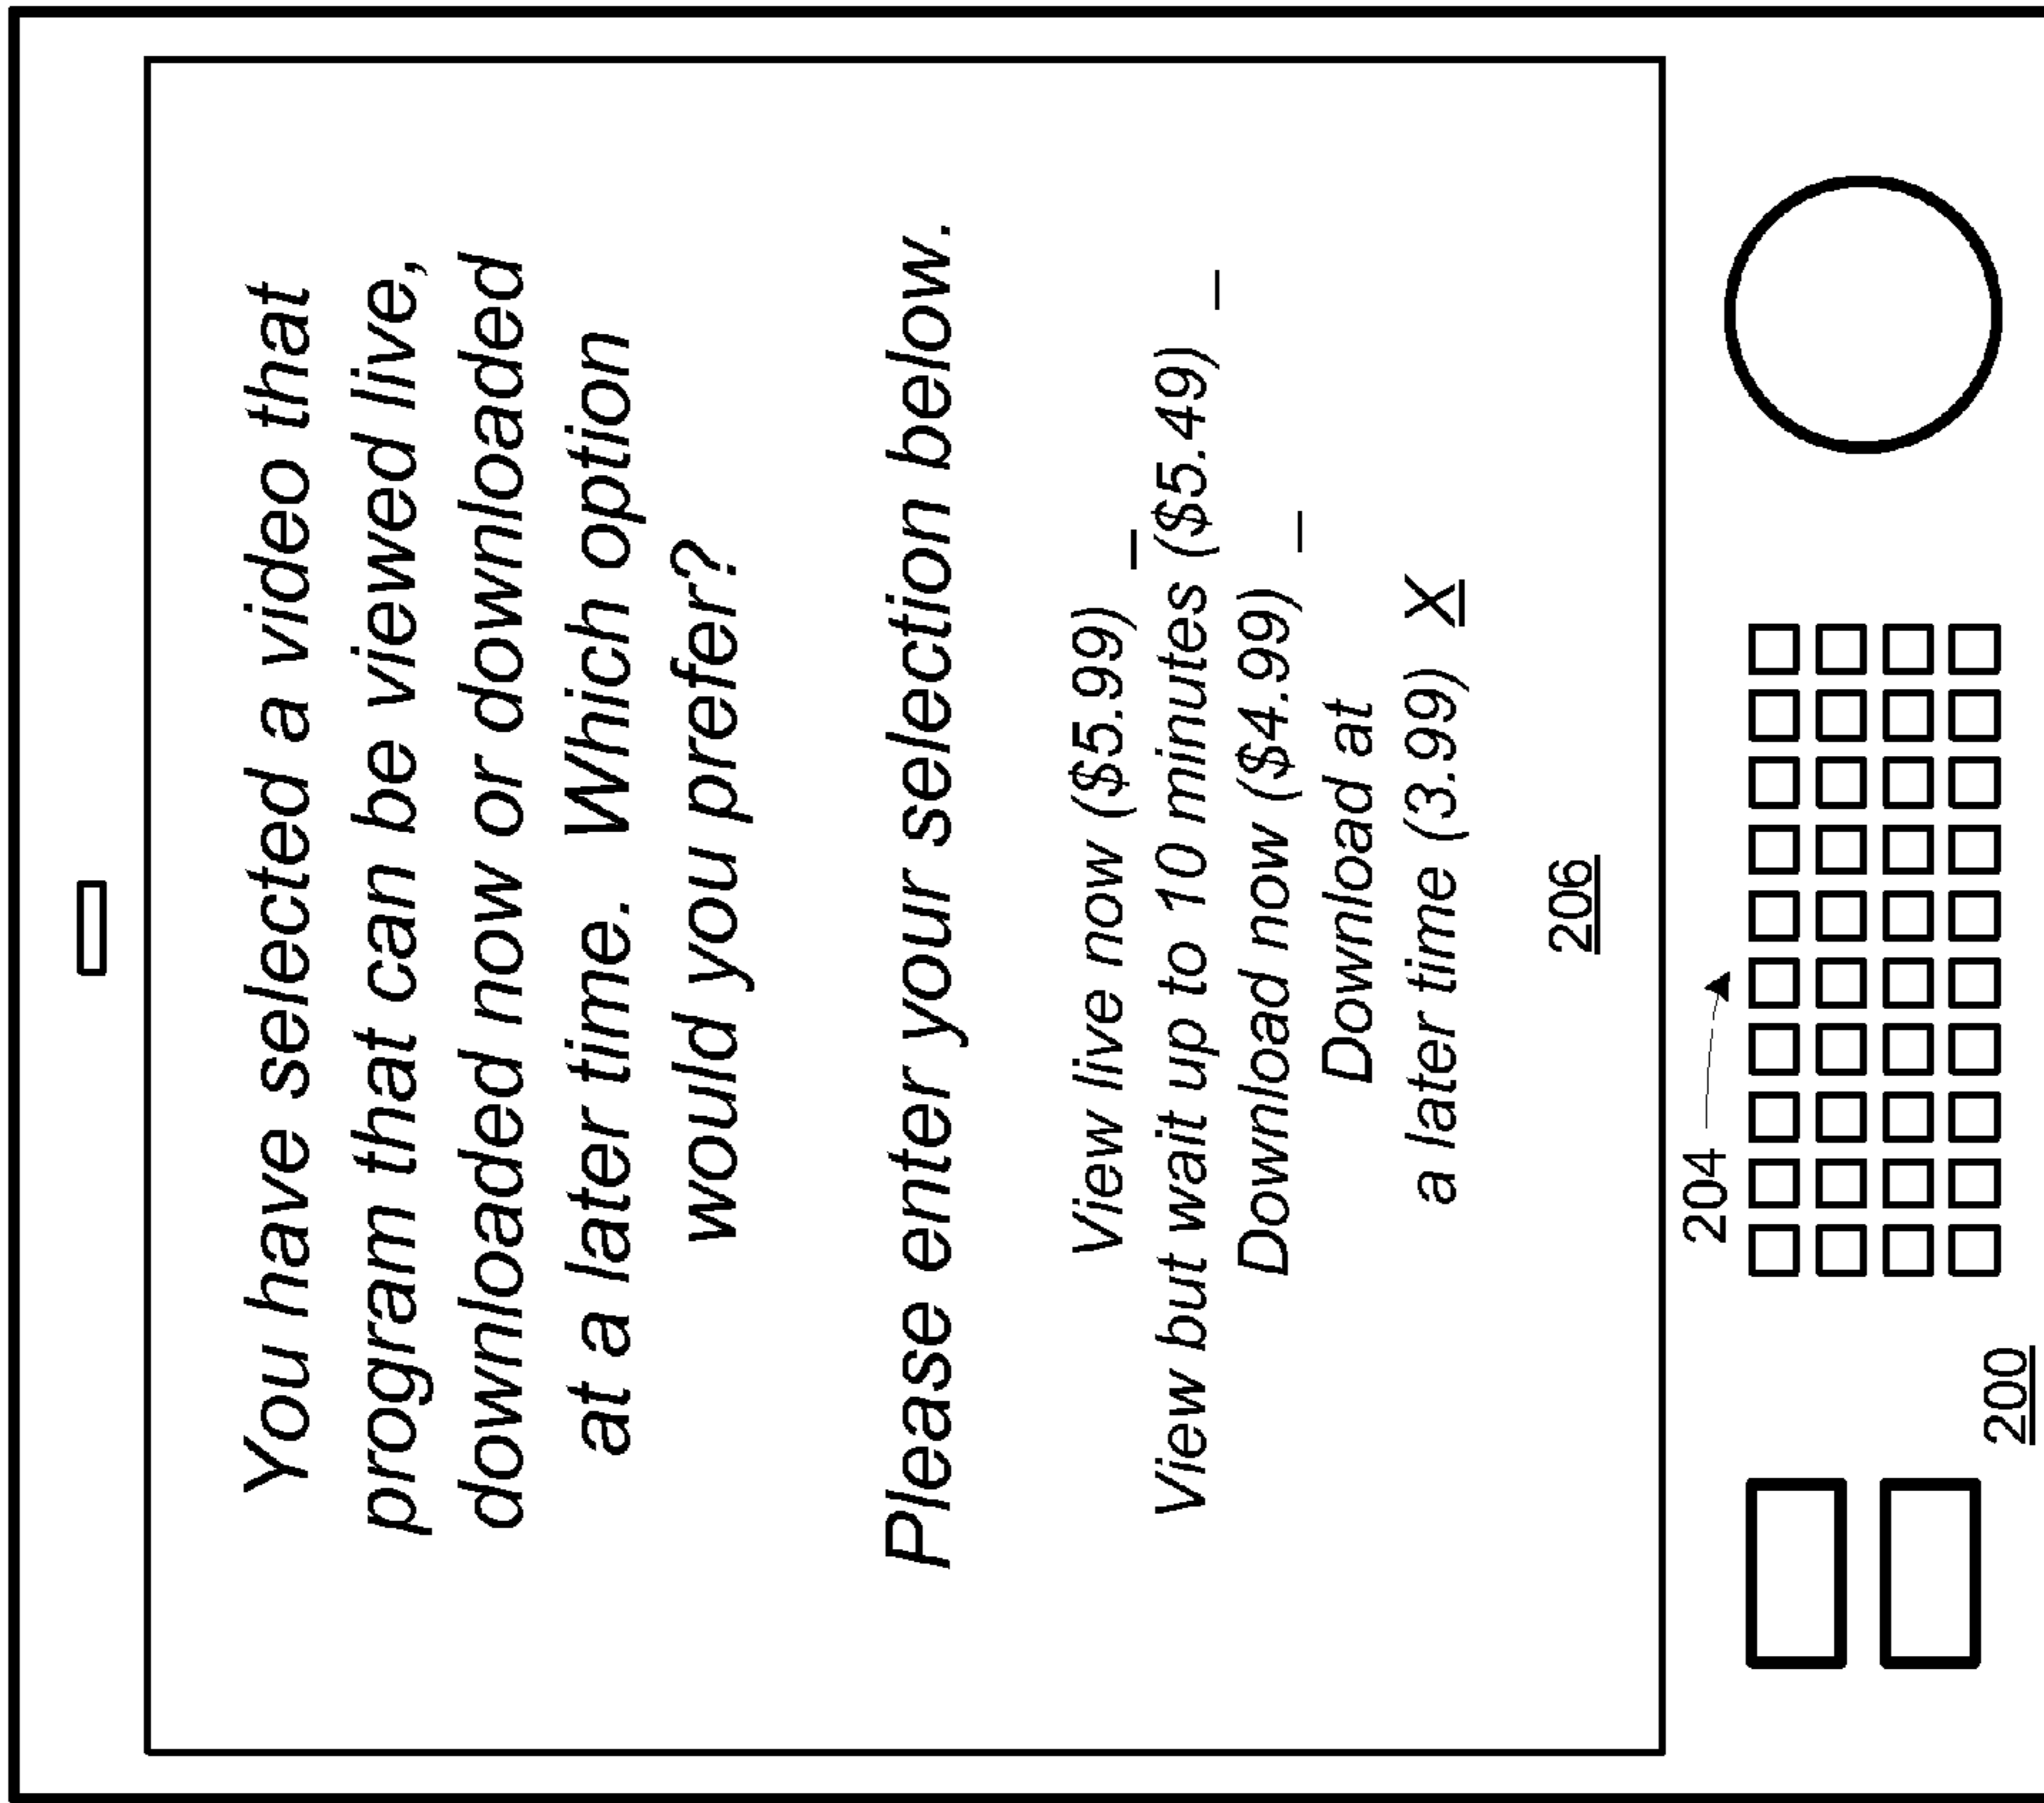 You have selected a video that
program that can be viewed live,
downloaded now or downloaded
at a later time. Which option
would you prefer?
Please enter your selection below.
View live now ($5.99) _
View but wait up to 10 minutes ($5.49) _
Download now ($4.99) _
Download at
a later time (3.99) X
206
204
200